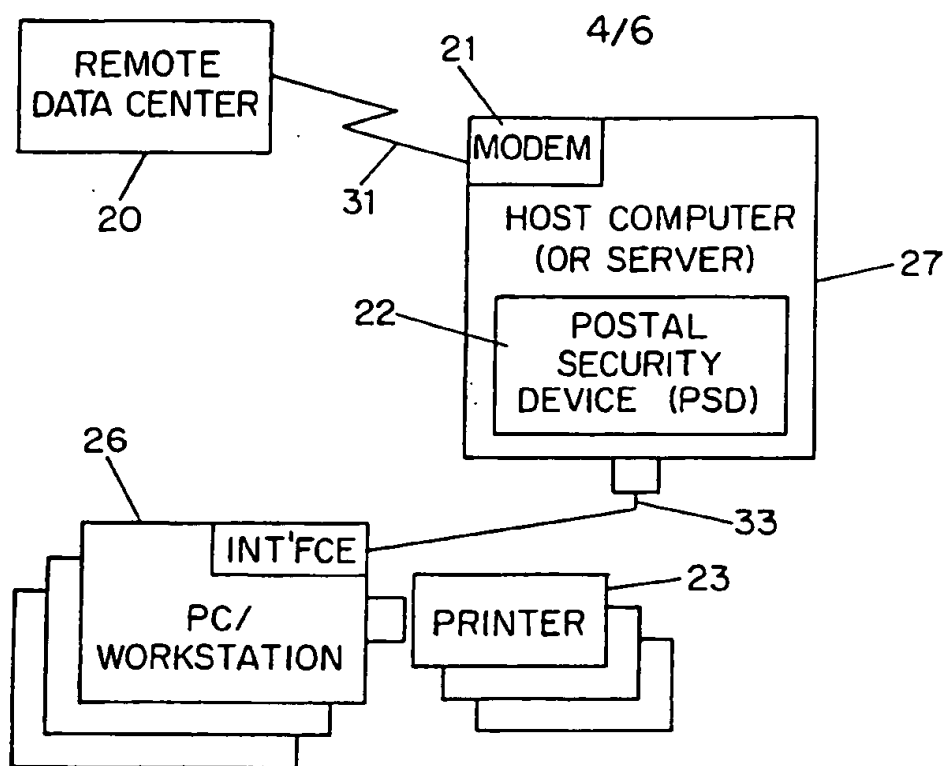 4/6
REMOTE
DATA CENTER
20
31
21
MODEM
HOST COMPUTER
(OR SERVER)
27
22
POSTAL
SECURITY
DEVICE (PSD)
33
26
INT'FCE
PC/
WORKSTATION
23
PRINTER